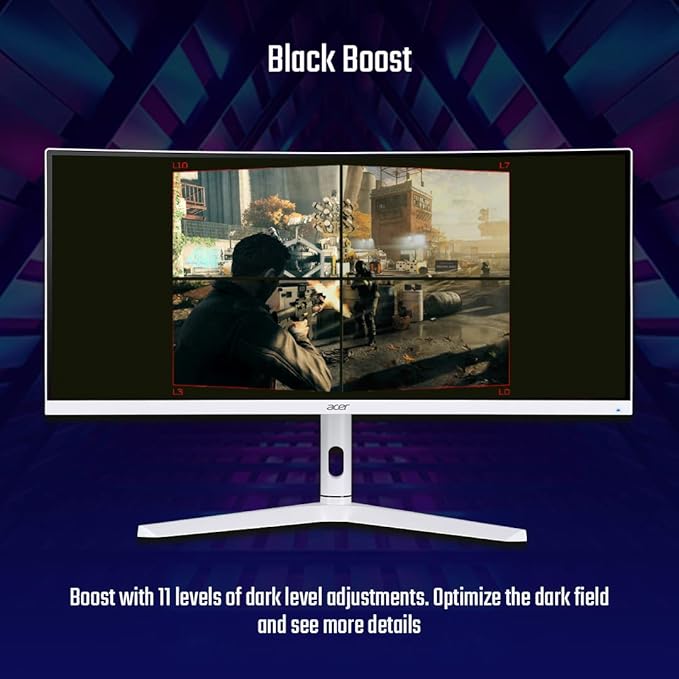 Black Boost
L10
L7
L3
L0
acer
Boost with 11 levels of dark level adjustments. Optimize the dark field
and see more details